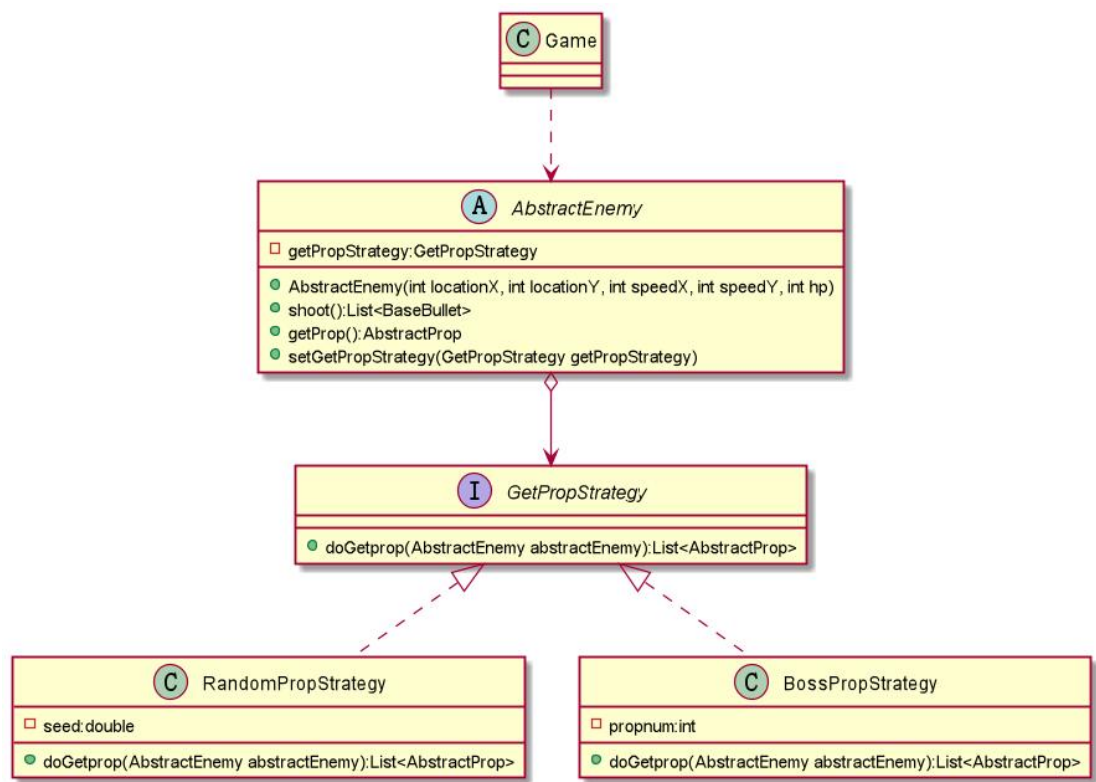 C Game
A AbstractEnemy
getPropStrategy:GetPropStrategy
AbstractEnemy(int locationX, int locationY, int speedX, int speedY, int hp)
shoot():List<BaseBullet>
getProp():AbstractProp
setGetPropStrategy(GetPropStrategy getPropStrategy)
I GetPropStrategy
doGetprop(AbstractEnemy abstractEnemy):List<AbstractProp>
C RandomPropStrategy
seed:double
doGetprop(AbstractEnemy abstractEnemy):List<AbstractProp>
C BossPropStrategy
propnum:int
doGetprop(AbstractEnemy abstractEnemy):List<AbstractProp>